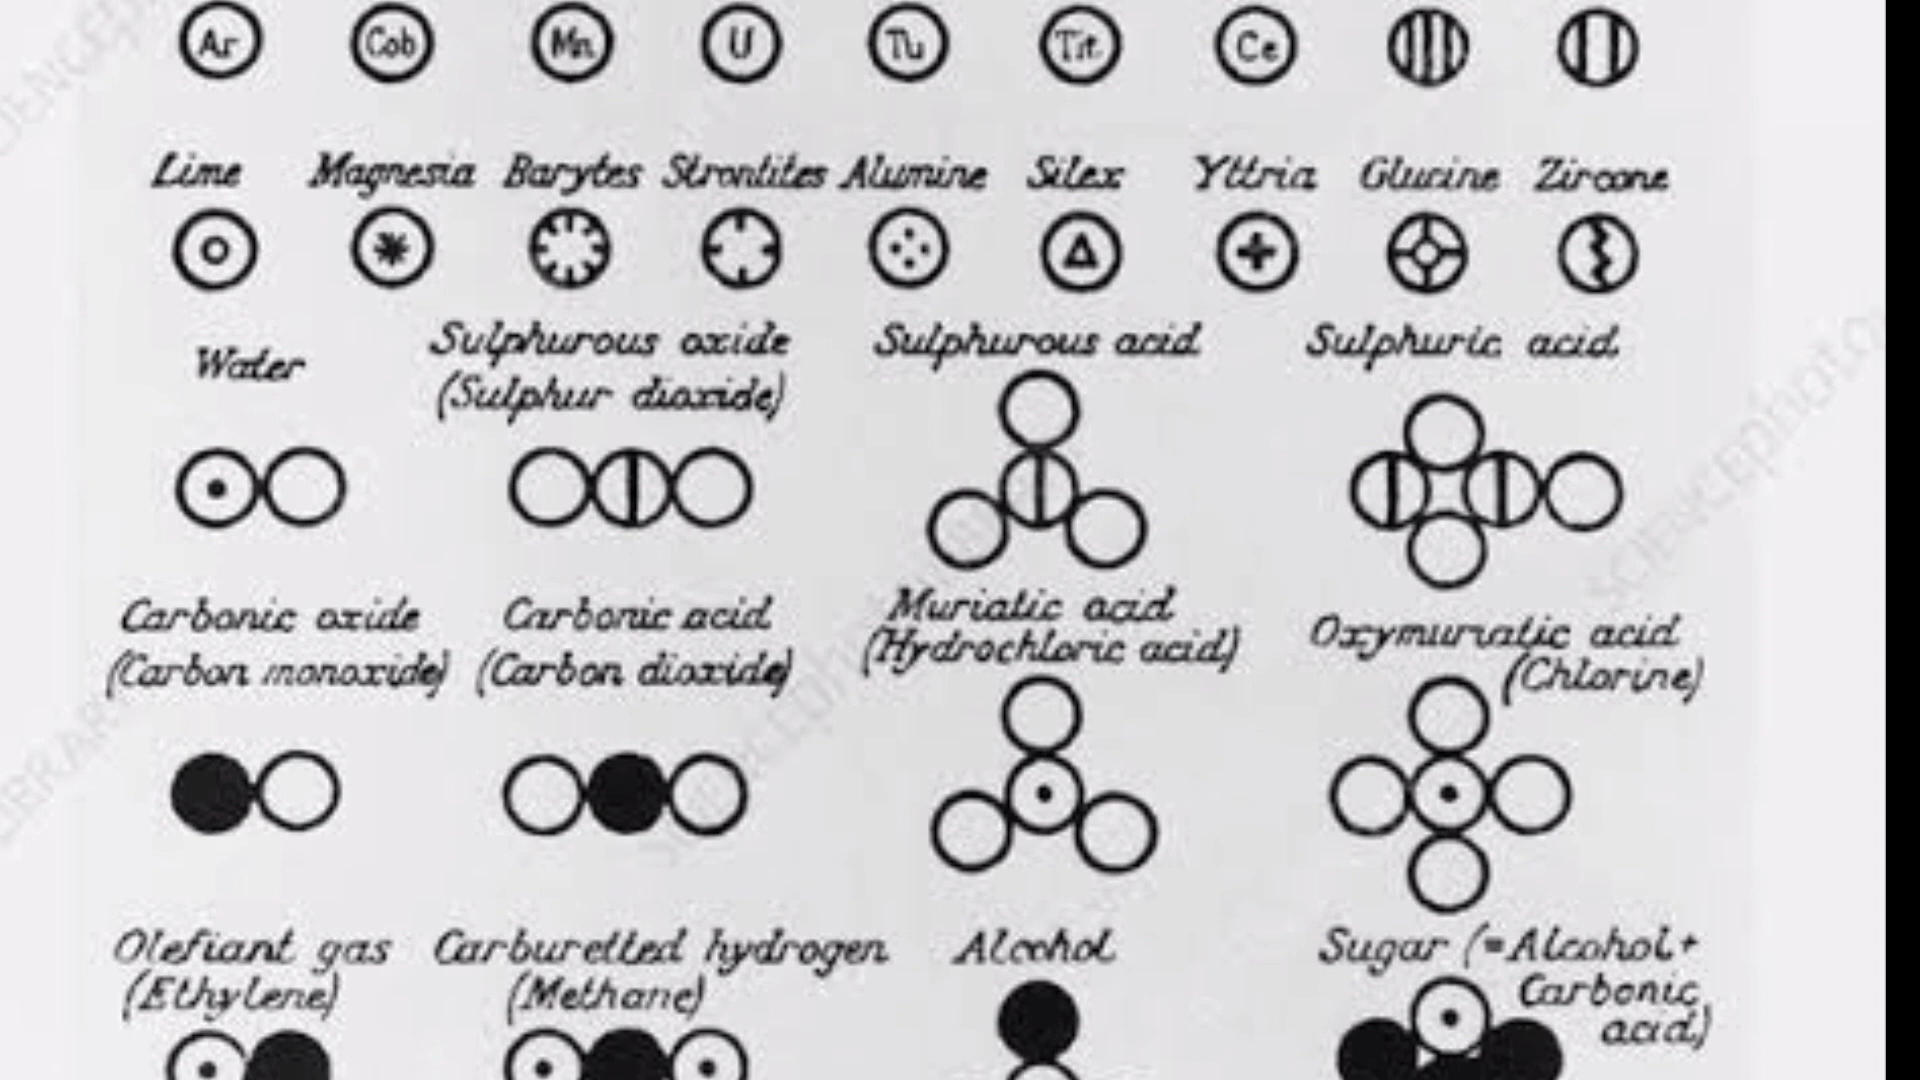 Ar Cob Mn U Tu Tit Ce
Lime Magnesia Barytes Strontites Alumine Silex Yttria Glucine Zircone
Water Sulphurous oxide Sulphurous acid Sulphuric acid
(Sulphur dioxide)
Carbonic oxide Carbonic acid Muriatic acid Oxymuriatic acid
(Carbon monoxide) (Carbon dioxide) (Hydrochloric acid) (Chlorine)
Olefiant gas Carburetted hydrogen Alcohol Sugar (=Alcohol+
(Ethylene) (Methane) Carbonic
acid)